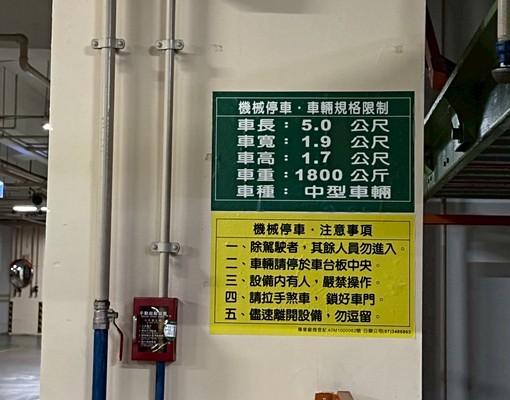 機械停車．車輛規格限制
車長： 5.0 公尺
車寬： 1.9 公尺
車高： 1.7 公尺
車重：1800 公斤
車種： 中型車輛
機械停車．注意事項
一、除駕駛者，其餘人員勿進入。
二、車輛請停於車台板中央。
三、設備內有人，嚴禁操作。
四、請拉手煞車， 鎖好車門。
五、儘速離開設備，勿逗留。